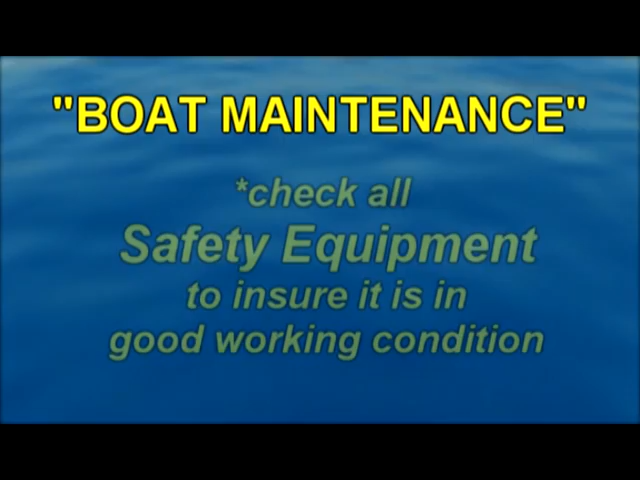 "BOAT MAINTENANCE"
*check all
Safety Equipment
to insure it is in
good working condition